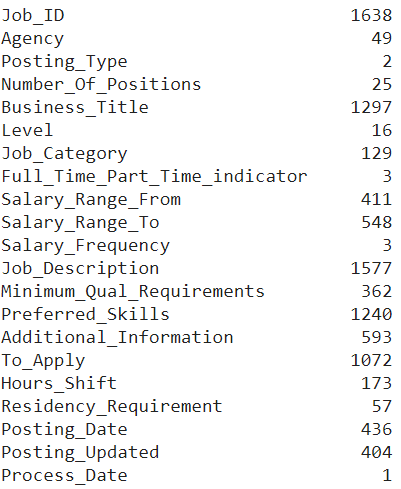 Job_ID 1638
Agency 49
Posting_Type 2
Number_Of_Positions 25
Business_Title 1297
Level 16
Job_Category 129
Full_Time_Part_Time_indicator 3
Salary_Range_From 411
Salary_Range_To 548
Salary_Frequency 3
Job_Description 1577
Minimum_Qual_Requirements 362
Preferred_Skills 1240
Additional_Information 593
To_Apply 1072
Hours_Shift 173
Residency_Requirement 57
Posting_Date 436
Posting_Updated 404
Process_Date 1